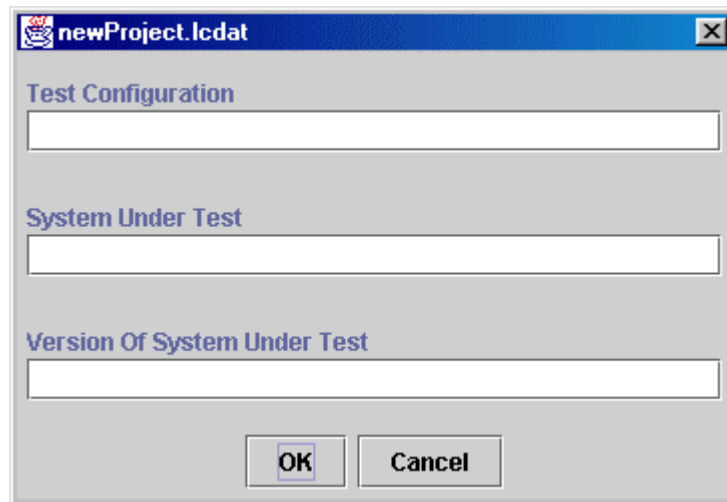 newProject.lcdat
Test Configuration
System Under Test
Version Of System Under Test
OK Cancel